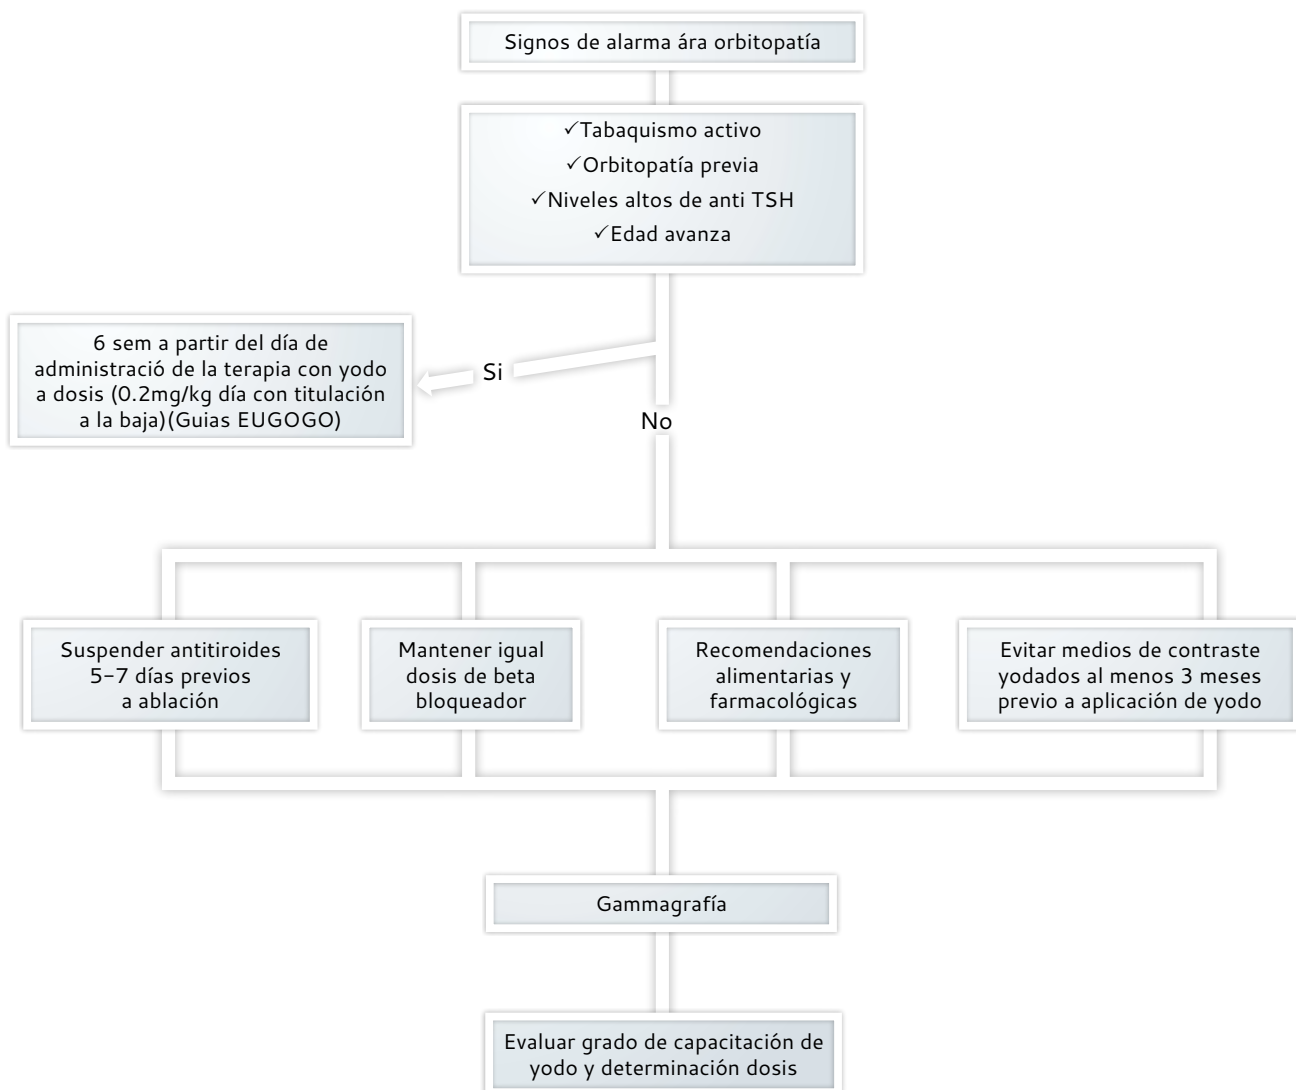 Signos de alarma ára orbitopatía
✓Tabaquismo activo
✓Orbitopatía previa
✓Niveles altos de anti TSH
✓Edad avanza
6 sem a partir del día de
administració de la terapia con yodo
a dosis (0.2mg/kg día con titulación
a la baja)(Guias EUGOGO)
Si
No
Suspender antitiroides
5-7 días previos
a ablación
Mantener igual
dosis de beta
bloqueador
Recomendaciones
alimentarias y
farmacológicas
Evitar medios de contraste
yodados al menos 3 meses
previo a aplicación de yodo
Gammagrafía
Evaluar grado de capacitación de
yodo y determinación dosis